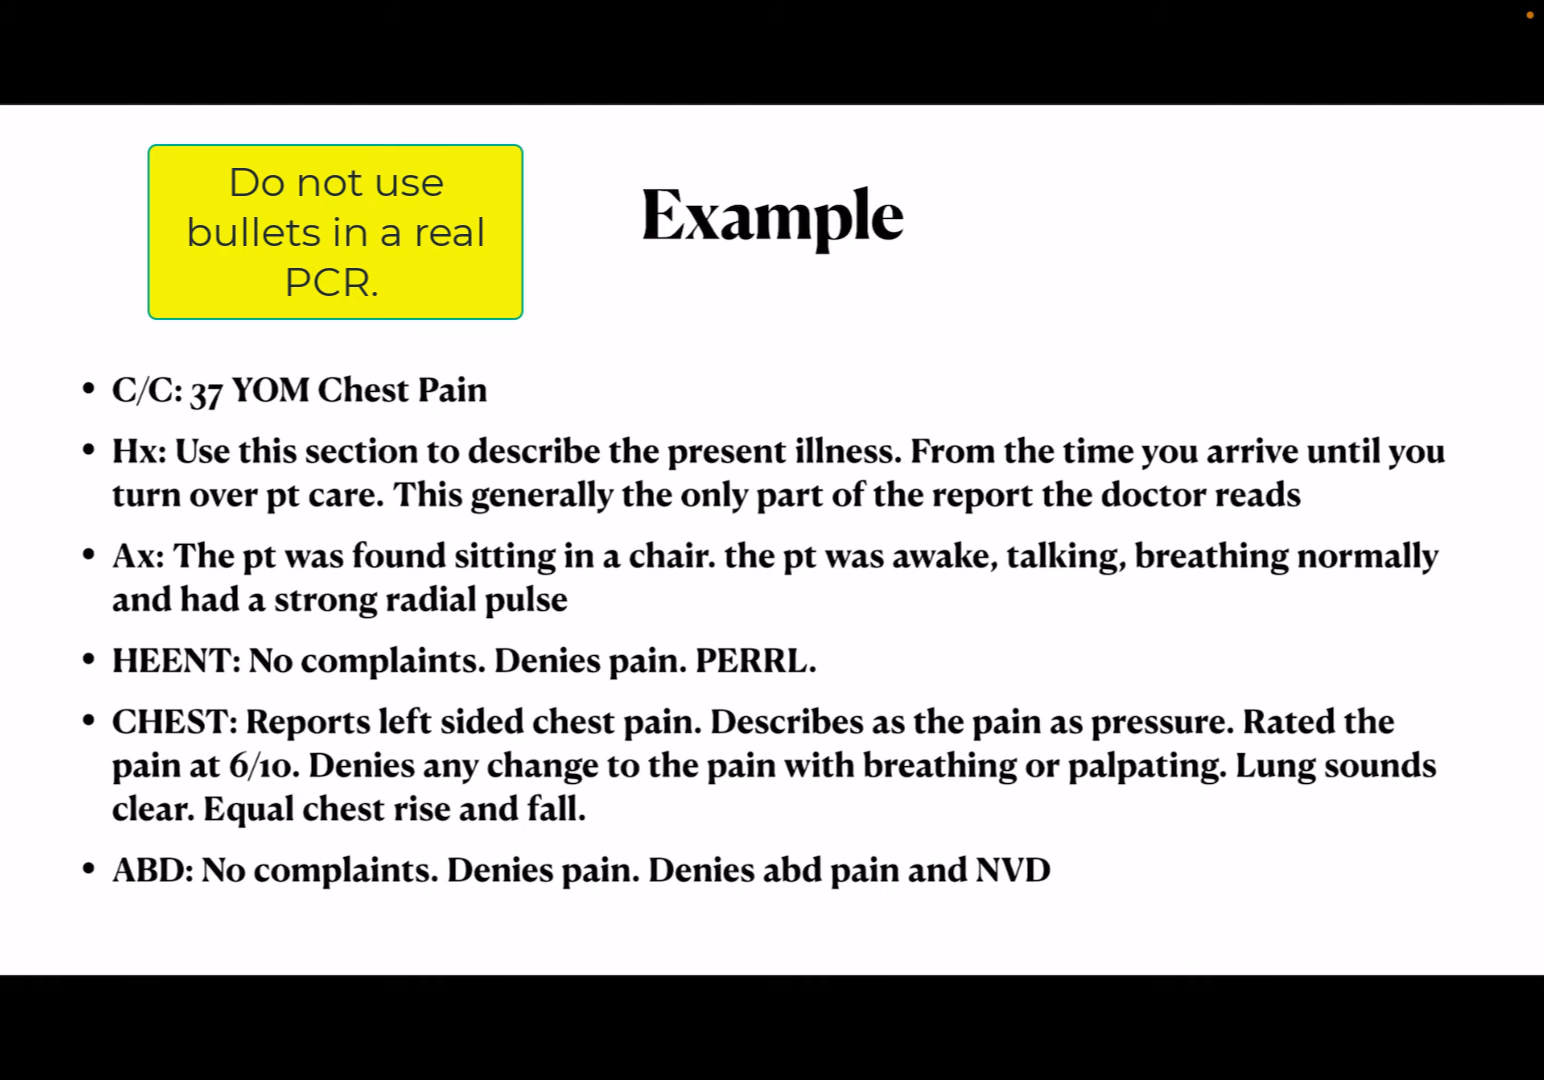 Do not use
bullets in a real
PCR.
Example
• C/C: 37 YOM Chest Pain
• Hx: Use this section to describe the present illness. From the time you arrive until you
turn over pt care. This generally the only part of the report the doctor reads
• Ax: The pt was found sitting in a chair. the pt was awake, talking, breathing normally
and had a strong radial pulse
• HEENT: No complaints. Denies pain. PERRL.
• CHEST: Reports left sided chest pain. Describes as the pain as pressure. Rated the
pain at 6/10. Denies any change to the pain with breathing or palpating. Lung sounds
clear. Equal chest rise and fall.
• ABD: No complaints. Denies pain. Denies abd pain and NVD